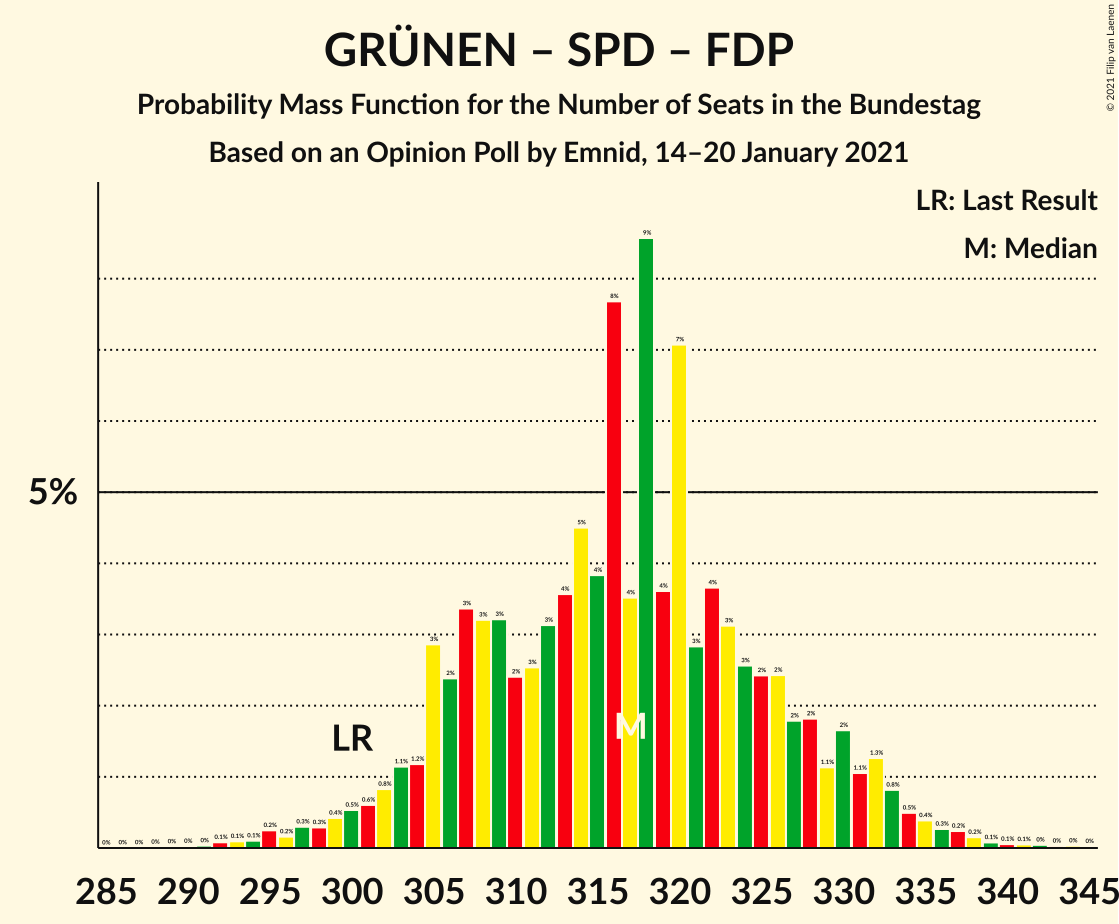 GRÜNEN – SPD – FDP
Probability Mass Function for the Number of Seats in the Bundestag
Based on an Opinion Poll by Emnid, 14–20 January 2021
© 2021 Filip van Laenen
LR: Last Result
M: Median
5%
LR
M
0% 0% 0% 0% 0% 0% 0% 0.1% 0.1% 0.1% 0.2% 0.2% 0.3% 0.3% 0.4% 0.5% 0.6% 0.8% 1.1% 1.2% 3% 2% 3% 3% 3% 2% 3% 3% 4% 5% 4% 8% 4% 9% 4% 7% 3% 4% 3% 3% 2% 2% 2% 2% 1.1% 2% 1.1% 1.3% 0.8% 0.5% 0.4% 0.3% 0.2% 0.2% 0.1% 0.1% 0.1% 0% 0% 0% 0%
285 290 295 300 305 310 315 320 325 330 335 340 345